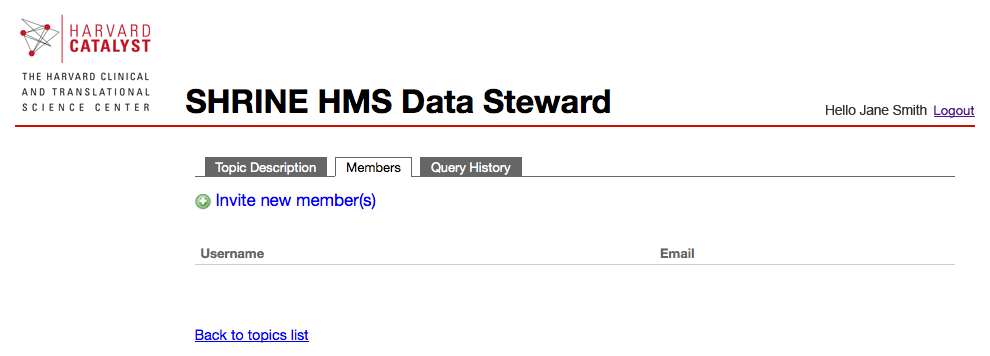 HARVARD
CATALYST
THE HARVARD CLINICAL
AND TRANSLATIONAL
SCIENCE CENTER
SHRINE HMS Data Steward
Hello Jane Smith Logout
Topic Description Members Query History
Invite new member(s)
Username Email
Back to topics list